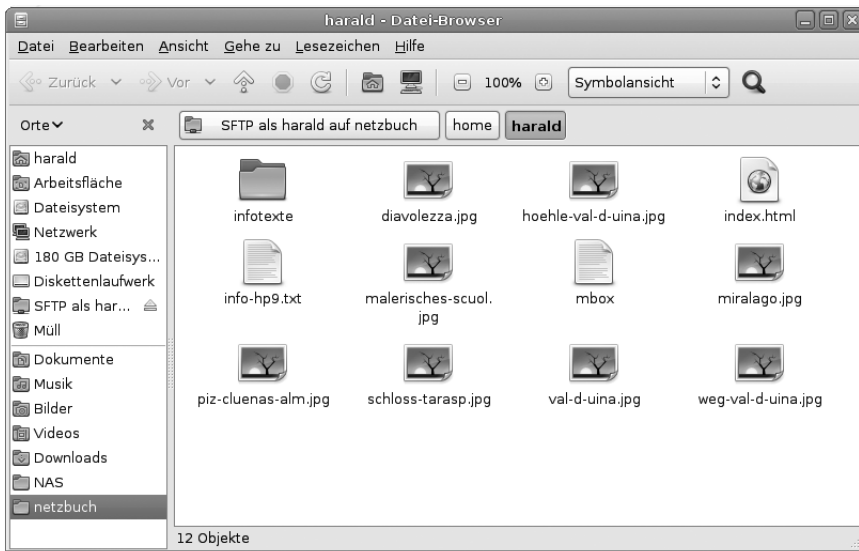 harald - Datei-Browser
Datei Bearbeiten Ansicht Gehe zu Lesezeichen Hilfe
Zurück Vor 100% Symbolansicht
Orte SFTP als harald auf netzbuch home harald
harald
Arbeitsfläche
Dateisystem
Netzwerk
180 GB Dateisys...
Diskettenlaufwerk
SFTP als har...
Müll
Dokumente
Musik
Bilder
Videos
Downloads
NAS
netzbuch
infotexte diavolezza.jpg hoehle-val-d-uina.jpg index.html
info-hp9.txt malerisches-scuol. mbox miralago.jpg
jpg
piz-cluenas-alm.jpg schloss-tarasp.jpg val-d-uina.jpg weg-val-d-uina.jpg
12 Objekte